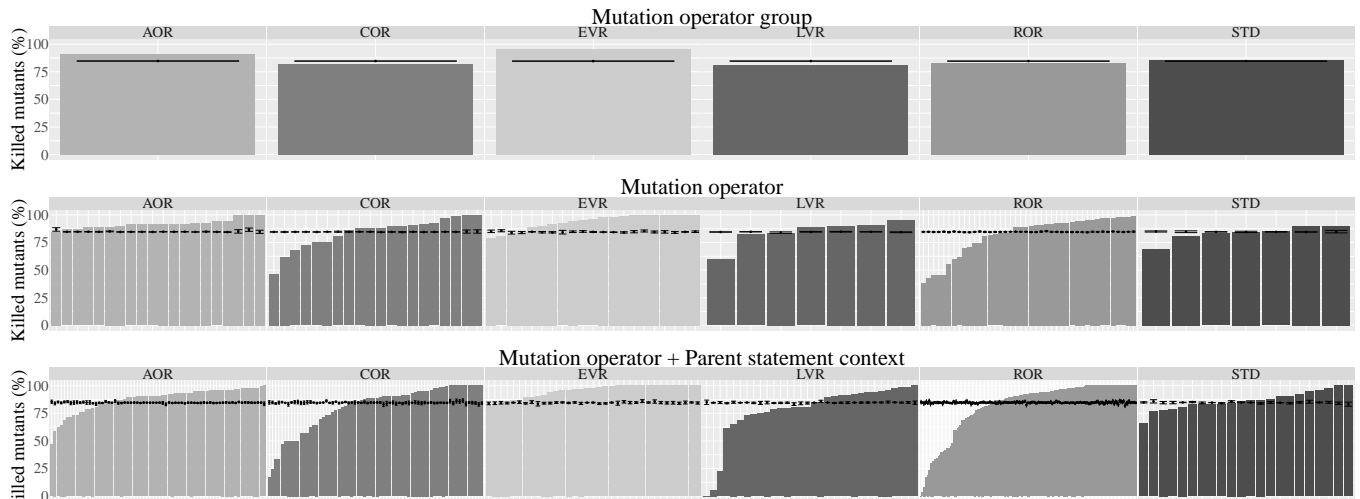 Mutation operator group
AOR COR EVR LVR ROR STD
Killed mutants (%)
100
75
50
25
0
Mutation operator
AOR COR EVR LVR ROR STD
Killed mutants (%)
100
75
50
25
0
Mutation operator + Parent statement context
AOR COR EVR LVR ROR STD
illed mutants (%)
100
75
50
25
0